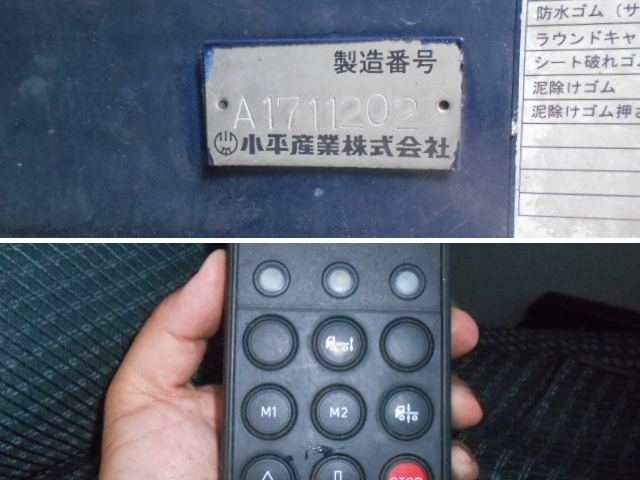 製造番号
A1711202
小平産業株式会社
防水ゴム（サ
ラウンドキャ
シート破れゴム
泥除けゴム
泥除けゴム押さ
M1
M2
STOP